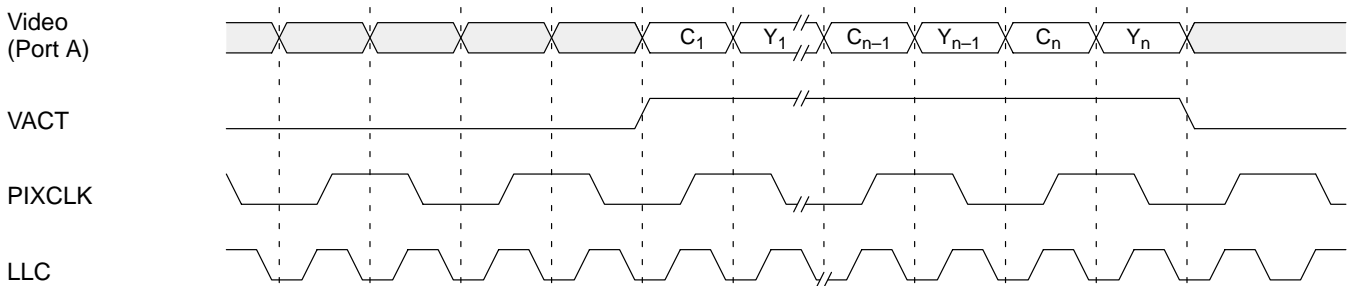 Video
(Port A)
C1 Y1 Cn–1 Yn–1 Cn Yn
VACT
PIXCLK
LLC